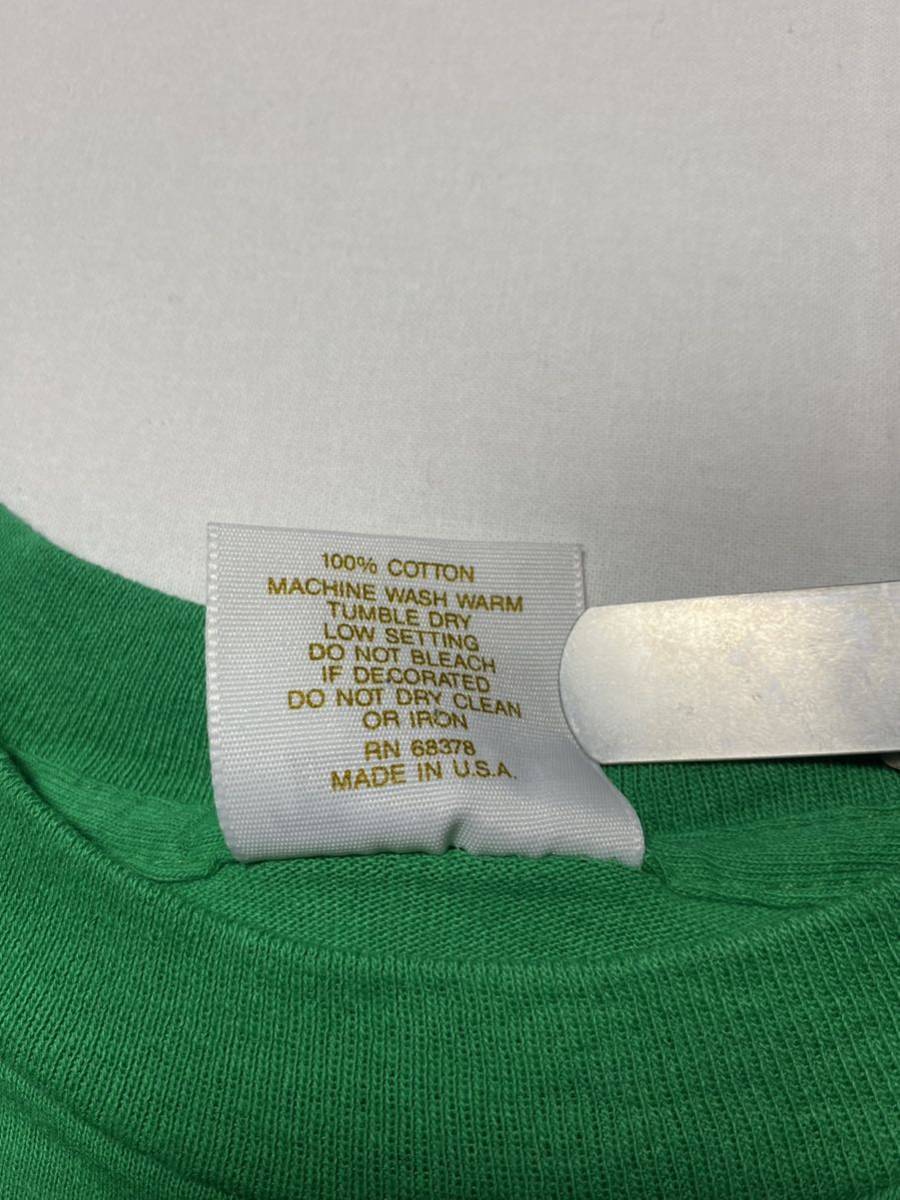 100% COTTON
MACHINE WASH WARM
TUMBLE DRY
LOW SETTING
DO NOT BLEACH
IF DECORATED
DO NOT DRY CLEAN
OR IRON
RN 68378
MADE IN U.S.A.